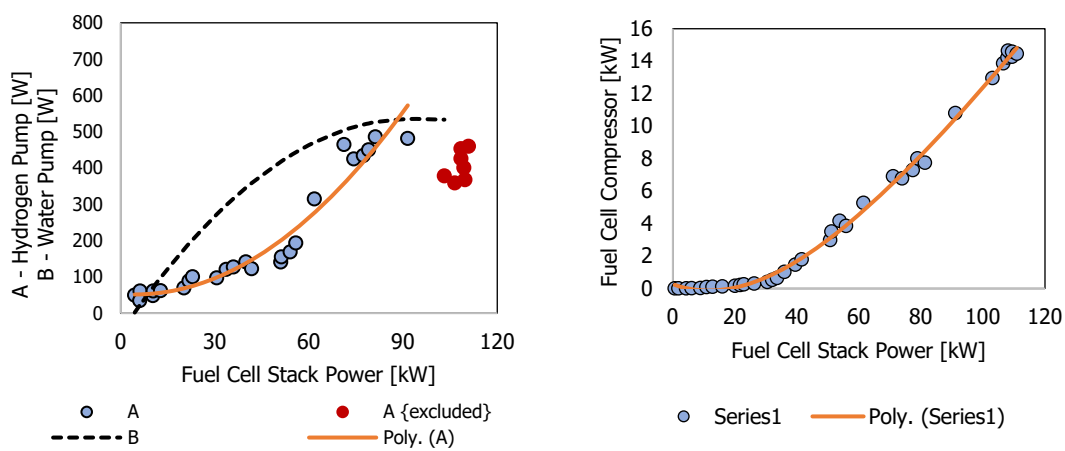 A - Hydrogen Pump [W]
B - Water Pump [W]
800
700
600
500
400
300
200
100
0
0 30 60 90 120
Fuel Cell Stack Power [kW]
A A {excluded}
B Poly. (A)
Fuel Cell Compressor [kW]
16
14
12
10
8
6
4
2
0
0 20 40 60 80 100 120
Fuel Cell Stack Power [kW]
Series1 Poly. (Series1)